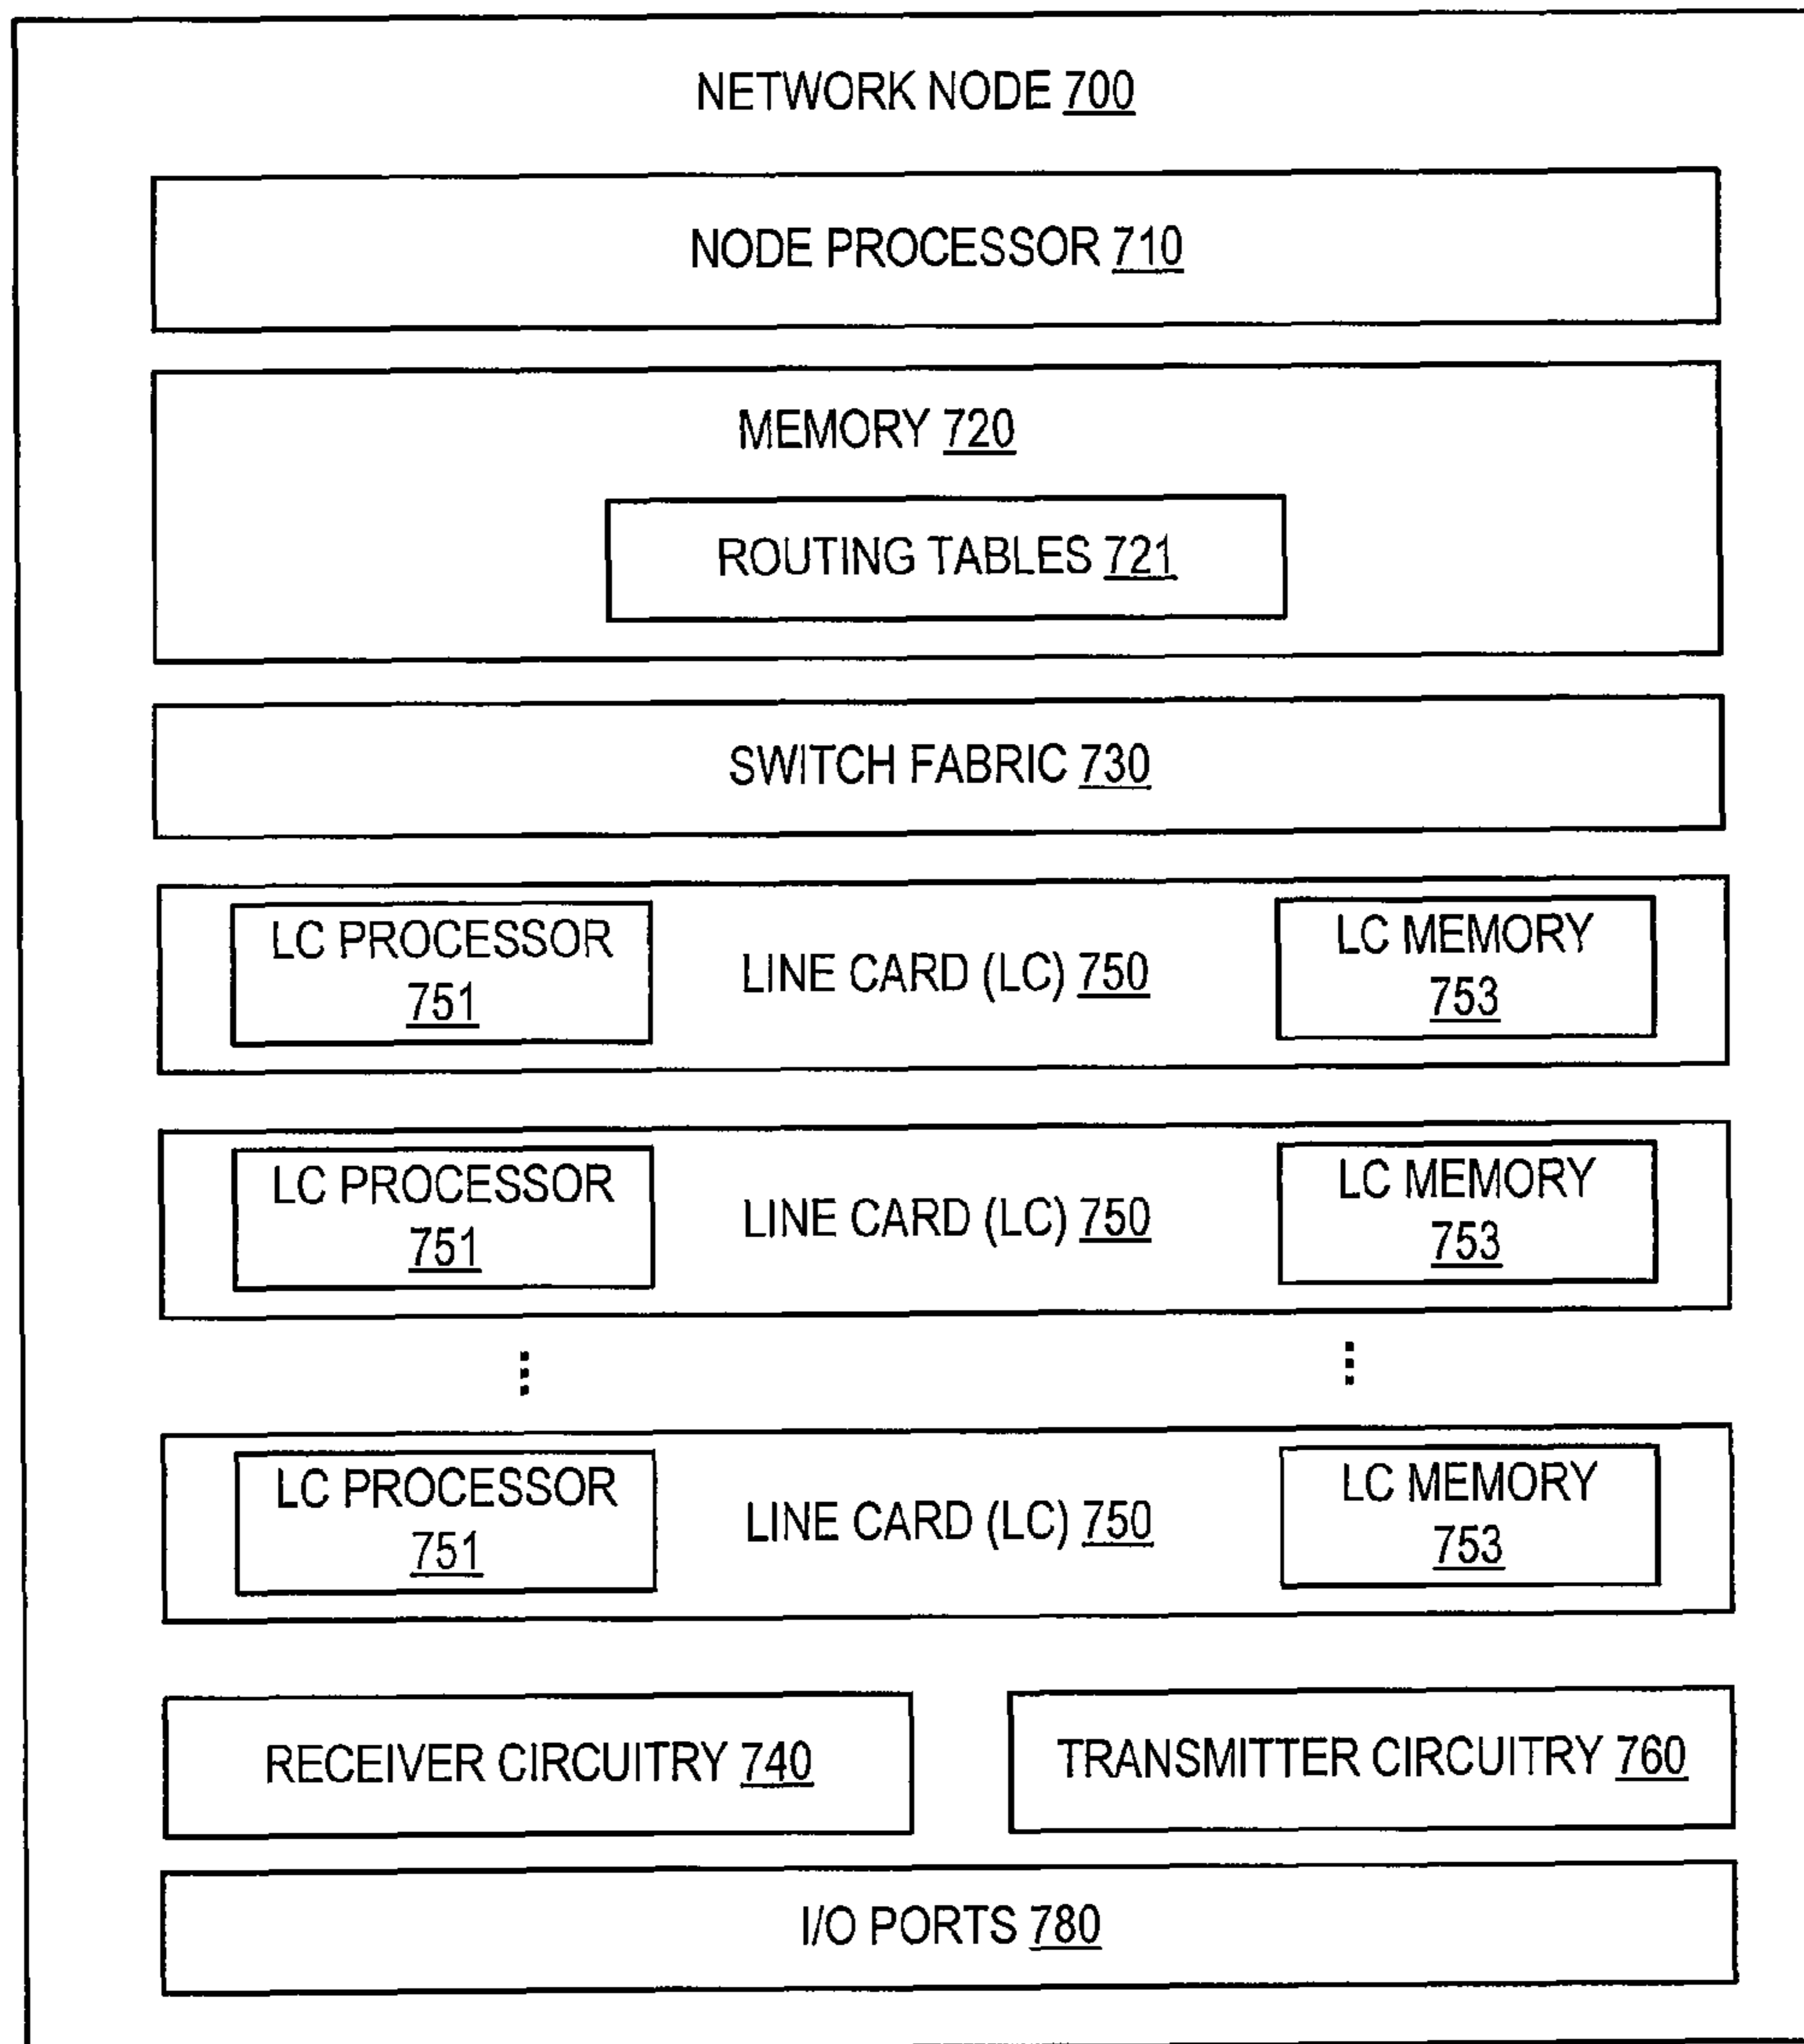 NETWORK NODE 700
NODE PROCESSOR 710
MEMORY 720
ROUTING TABLES 721
SWITCH FABRIC 730
LC PROCESSOR
751
LINE CARD (LC) 750
LC MEMORY
753
LC PROCESSOR
751
LINE CARD (LC) 750
LC MEMORY
753
LC PROCESSOR
751
LINE CARD (LC) 750
LC MEMORY
753
RECEIVER CIRCUITRY 740
TRANSMITTER CIRCUITRY 760
I/O PORTS 780